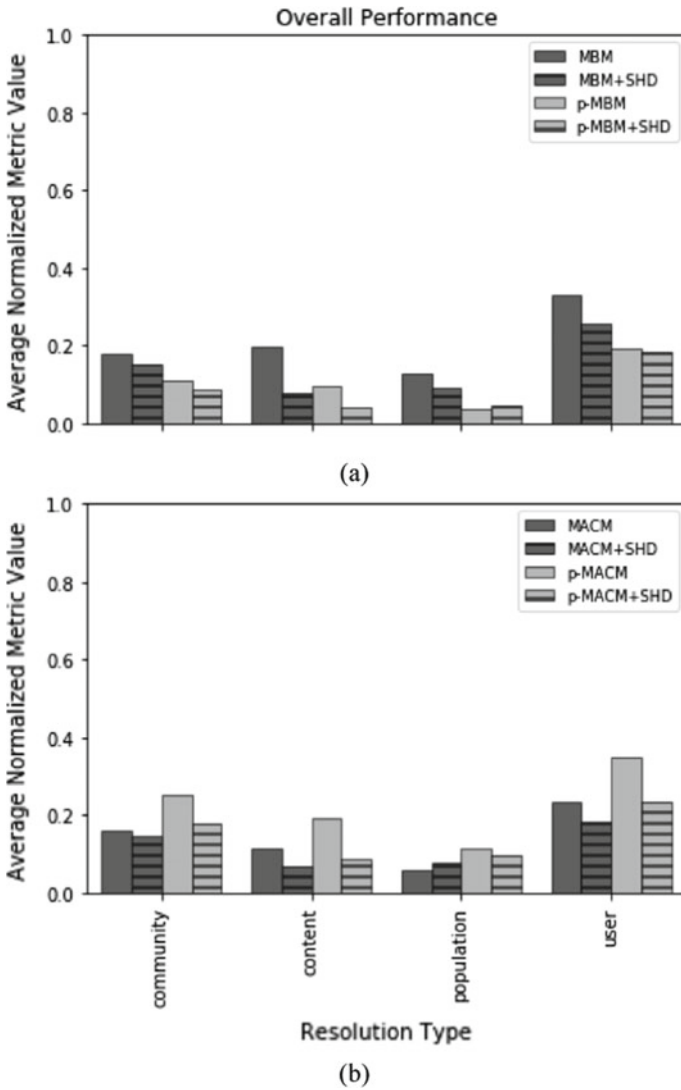 Overall Performance
Average Normalized Metric Value
1.0
0.8
0.6
0.4
0.2
0.0
MBM
MBM+SHD
p-MBM
p-MBM+SHD
(a)
Average Normalized Metric Value
1.0
0.8
0.6
0.4
0.2
0.0
MACM
MACM+SHD
p-MACM
p-MACM+SHD
community
content
population
user
Resolution Type
(b)